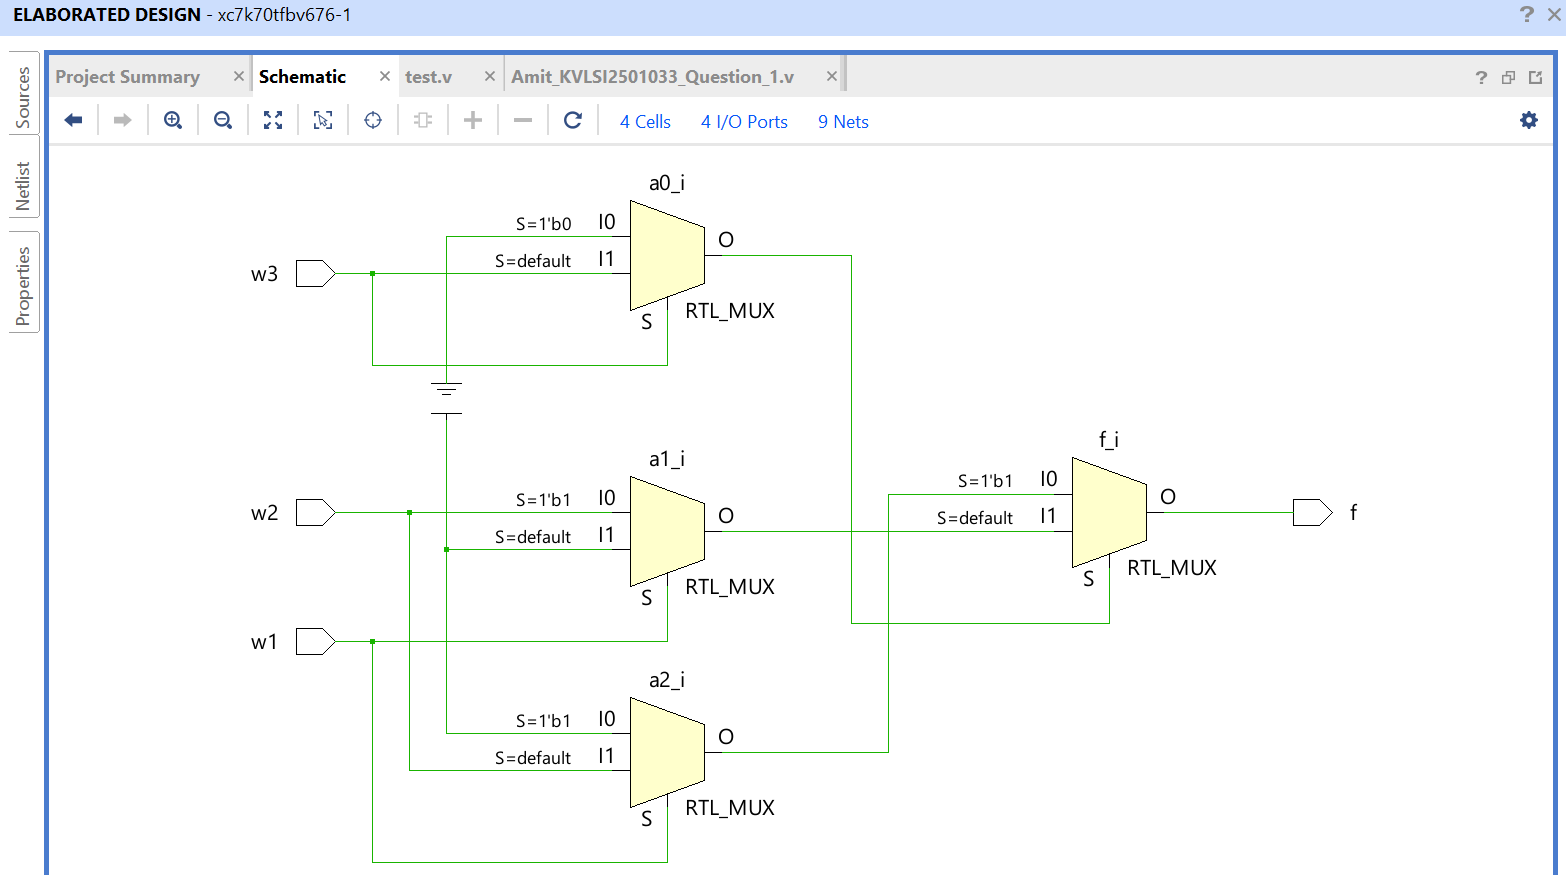 ELABORATED DESIGN - xc7k70tfbv676-1
Sources
Netlist
Properties
Project Summary
Schematic
test.v
Amit_KVLSI2501033_Question_1.v
4 Cells
4 I/O Ports
9 Nets
a0_i
S=1'b0 I0
S=default I1
O
S
RTL_MUX
w3
a1_i
S=1'b1 I0
S=default I1
O
S
RTL_MUX
w2
w1
a2_i
S=1'b1 I0
S=default I1
O
S
RTL_MUX
f_i
S=1'b1 I0
S=default I1
O
S
RTL_MUX
f